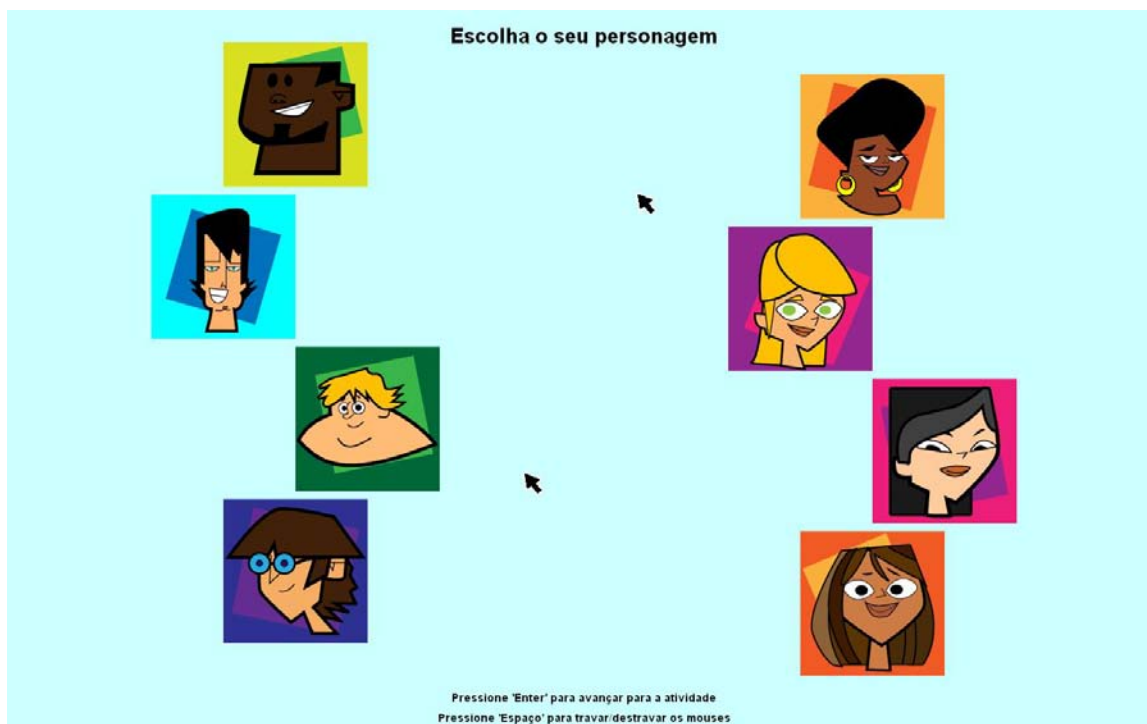 Escolha o seu personagem
Pressione 'Enter' para avançar para a atividade
Pressione 'Espaço' para travar/destravar os mouses